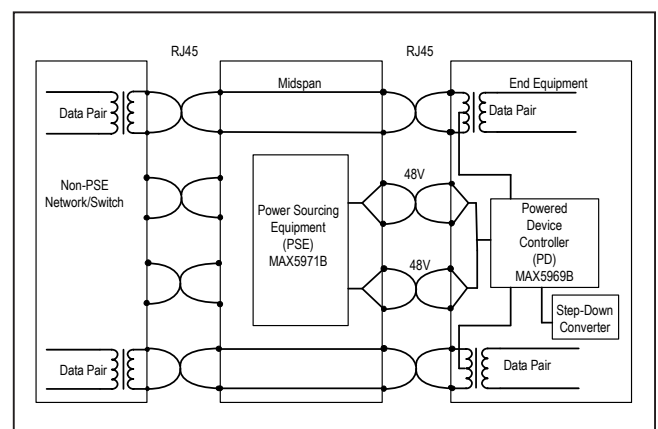 RJ45
RJ45
Midspan
End Equipment
Data Pair
Data Pair
Non-PSE
Network/Switch
48V
Power Sourcing
Equipment
(PSE)
MAX5971B
Powered
Device
Controller
(PD)
MAX5969B
48V
Step-Down
Converter
Data Pair
Data Pair